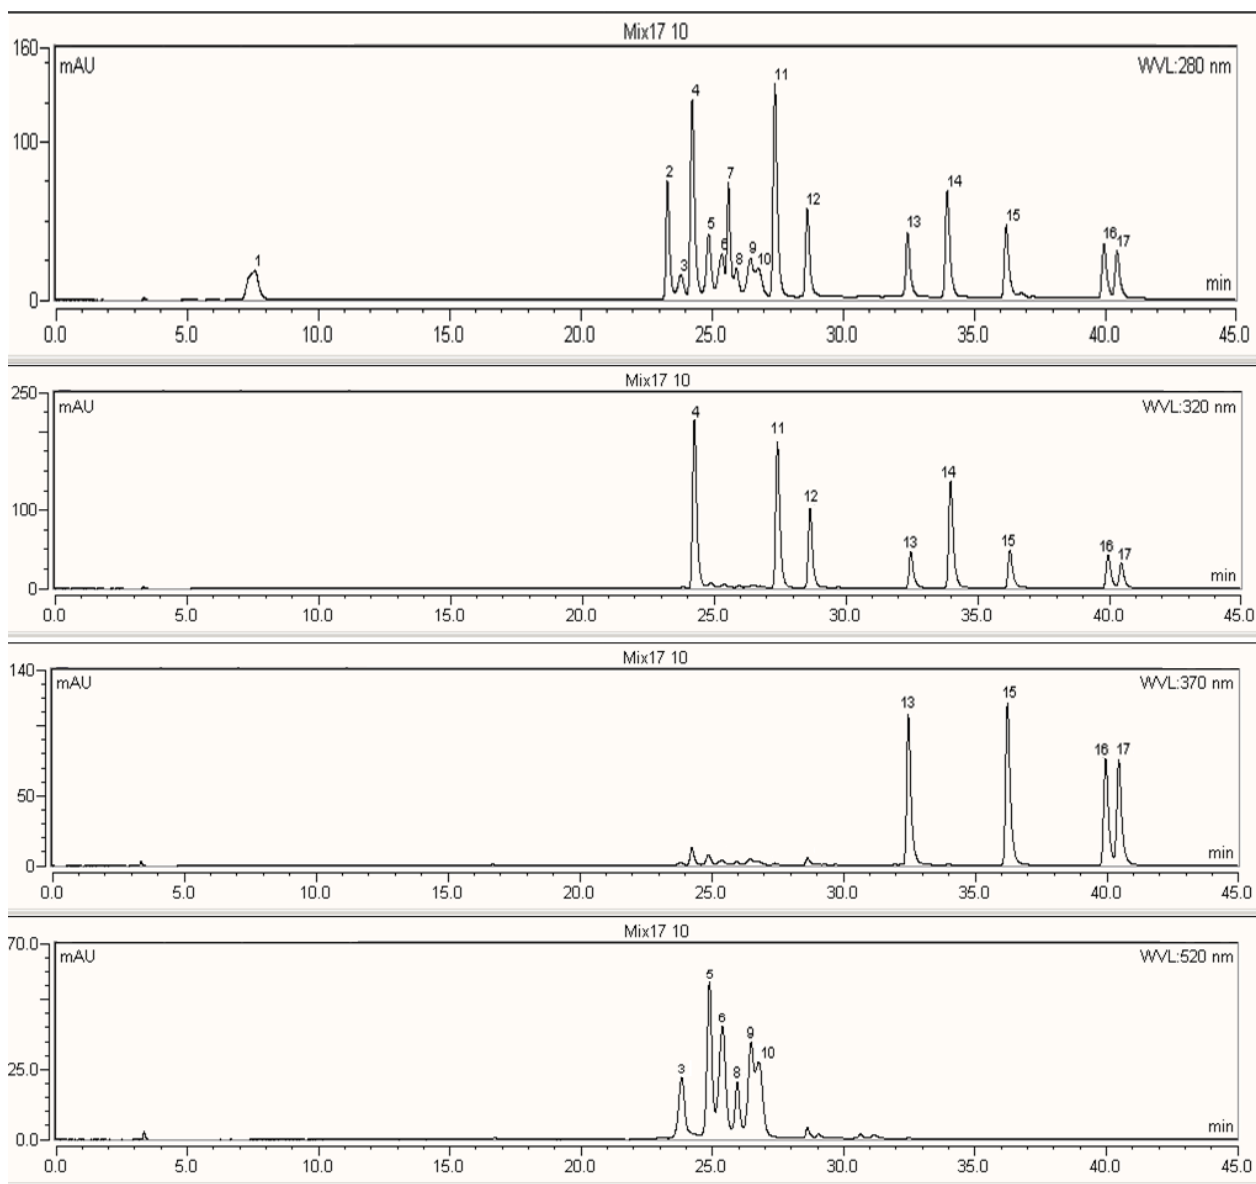 Mix17 10
160 mAU WVL:280 nm
11
4
100
2 7
14
12
5 13 15
6 9 16 17
1 3 8 10
0 min
0.0 5.0 10.0 15.0 20.0 25.0 30.0 35.0 40.0 45.0
Mix17 10
250 mAU WVL:320 nm
4
11
14
100 12
13 15 16 17
0 min
0.0 5.0 10.0 15.0 20.0 25.0 30.0 35.0 40.0 45.0
Mix17 10
140 mAU WVL:370 nm
13 15
16 17
50
0 min
0.0 5.0 10.0 15.0 20.0 25.0 30.0 35.0 40.0 45.0
Mix17 10
70.0 mAU WVL:520 nm
5
6
9
25.0 3 8 10
0.0 min
0.0 5.0 10.0 15.0 20.0 25.0 30.0 35.0 40.0 45.0